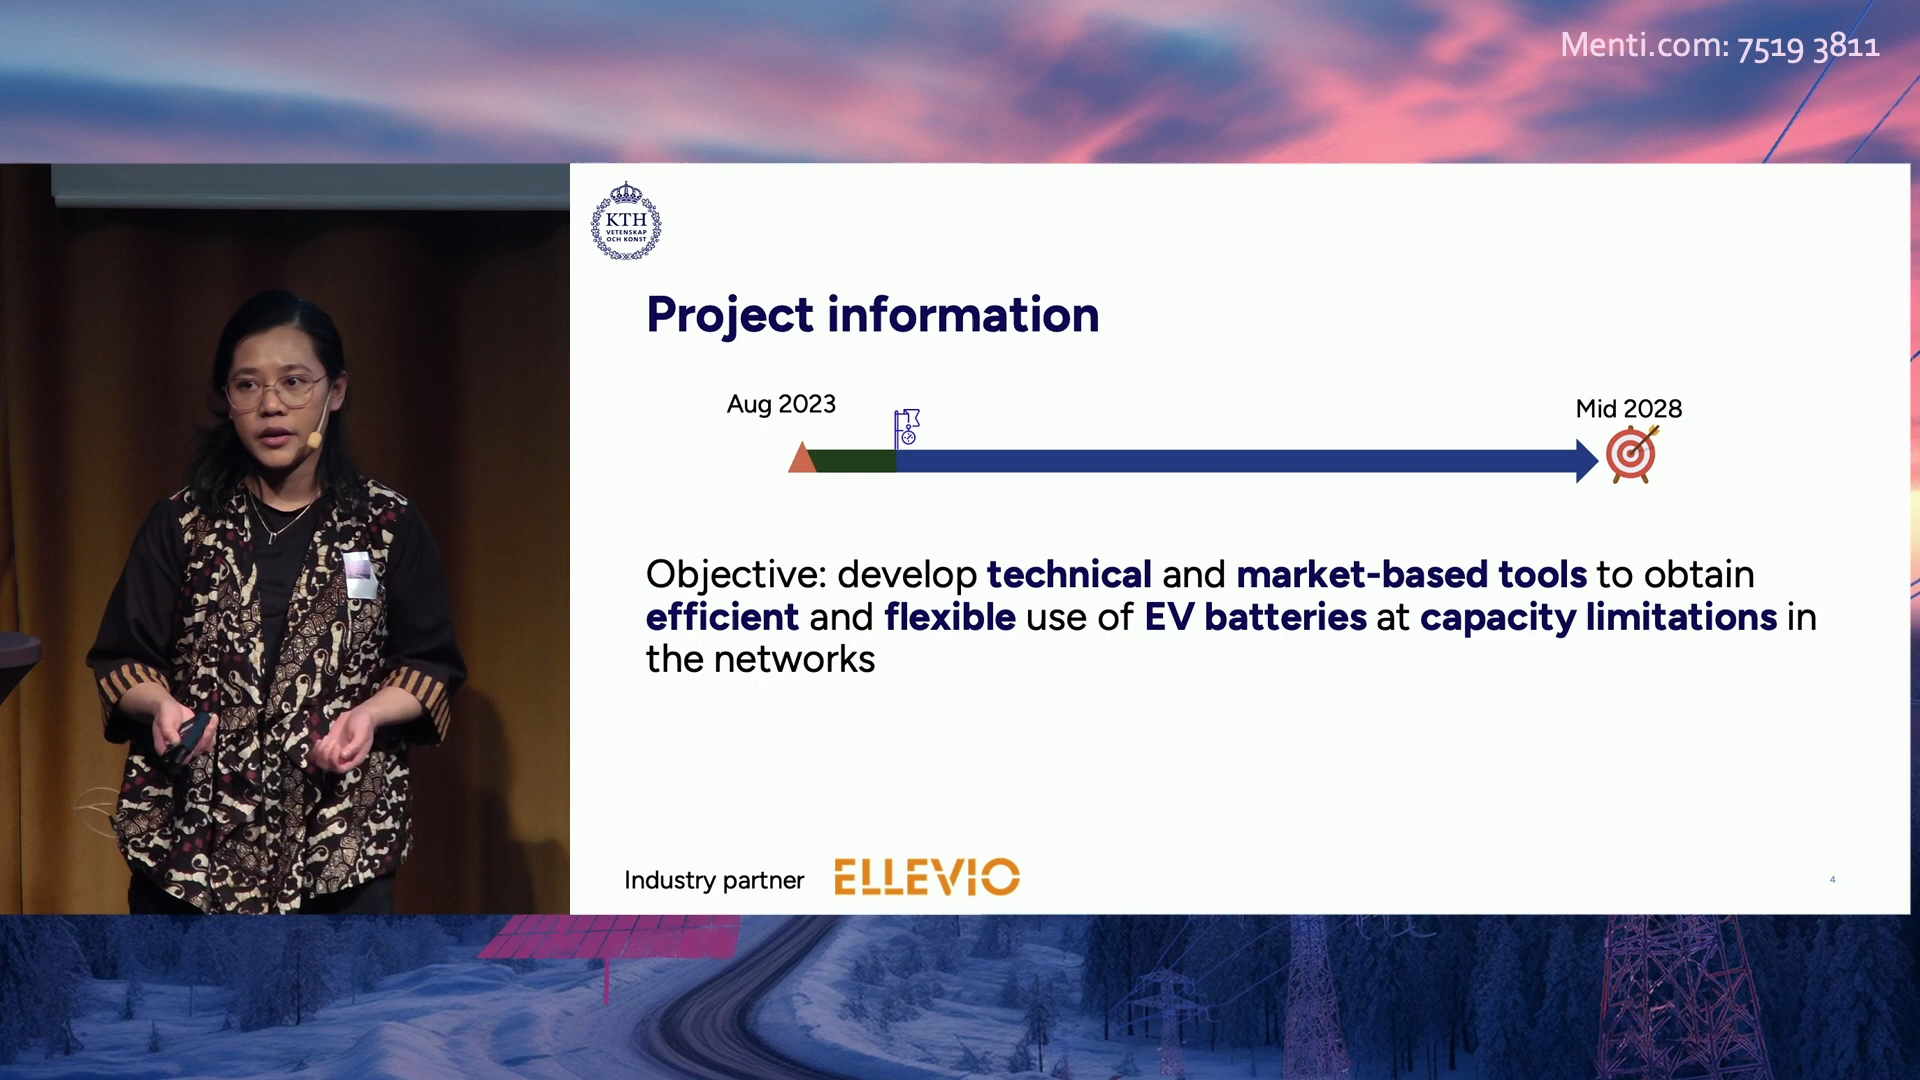 Menti.com: 7519 3811
KTH
VETENSKAP
OCH KONST
Project information
Aug 2023
Mid 2028
Objective: develop technical and market-based tools to obtain
efficient and flexible use of EV batteries at capacity limitations in
the networks
Industry partner ELLEVIO
4